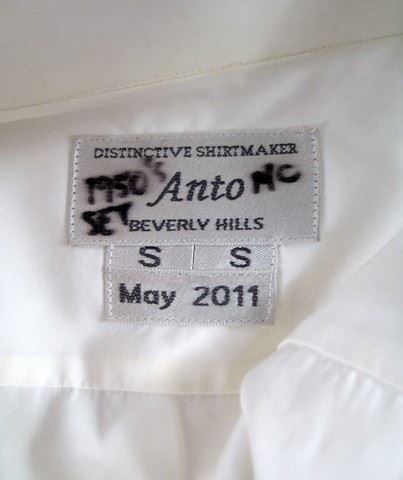 DISTINCTIVE SHIRTMAKER
1950's Anto MC
SET BEVERLY HILLS
S S
May 2011